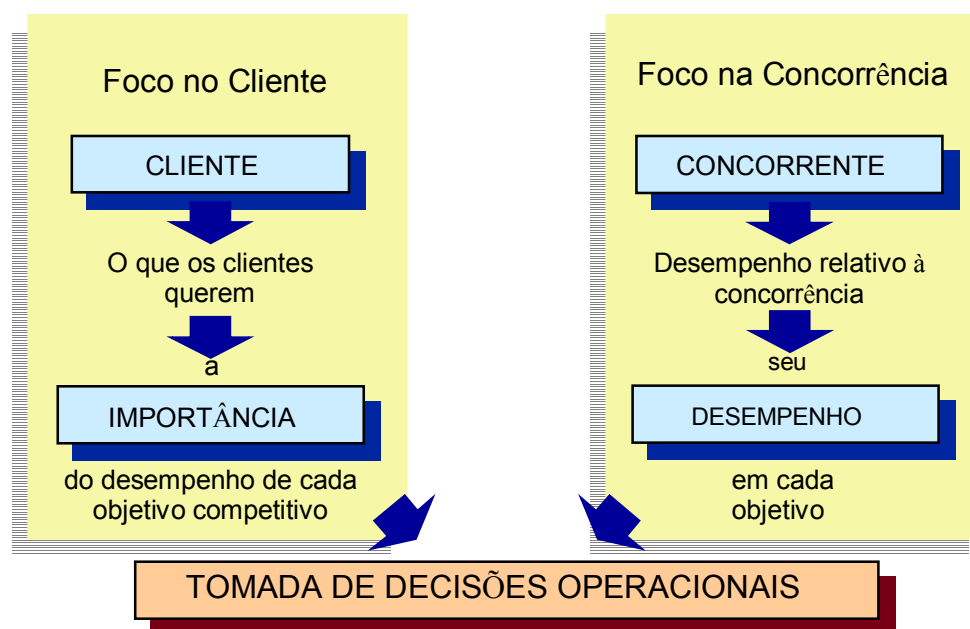 Foco no Cliente
CLIENTE
O que os clientes
querem
a
IMPORTÂNCIA
do desempenho de cada
objetivo competitivo
Foco na Concorrência
CONCORRENTE
Desempenho relativo à
concorrência
seu
DESEMPENHO
em cada
objetivo
TOMADA DE DECISÕES OPERACIONAIS